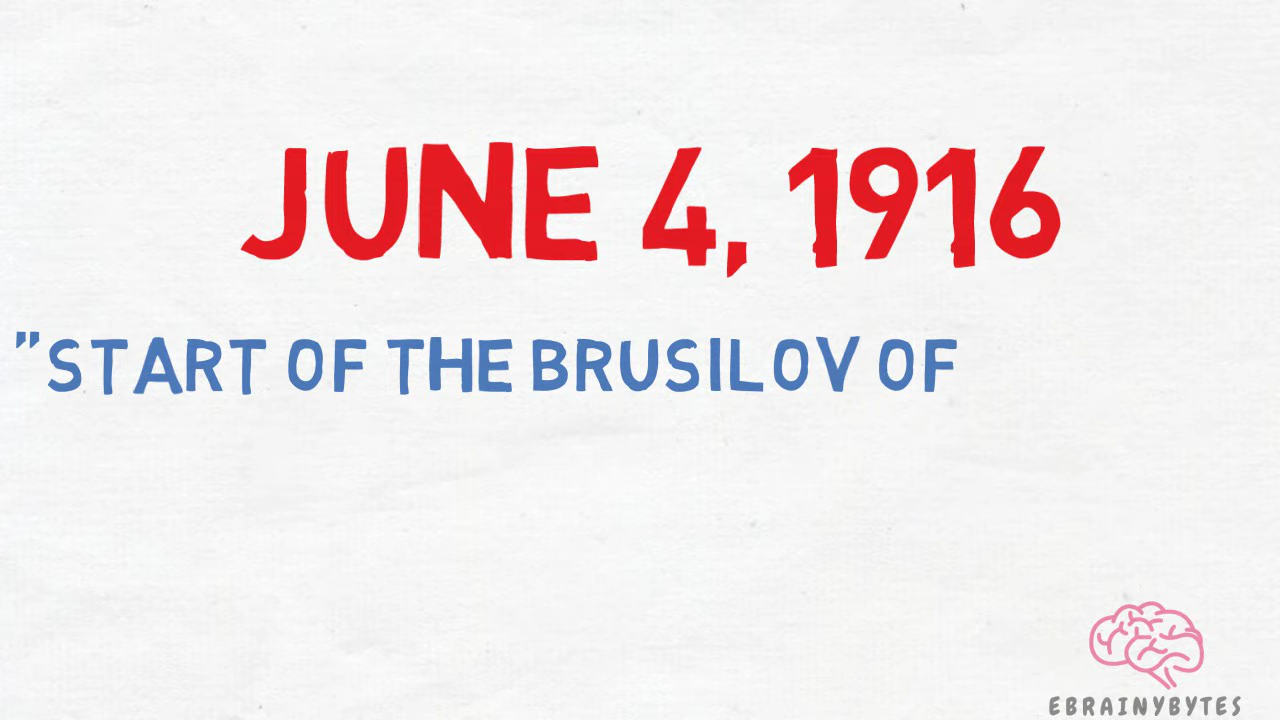 JUNE 4, 1916
"START OF THE BRUSILOV OF
EBRAINYBYTES